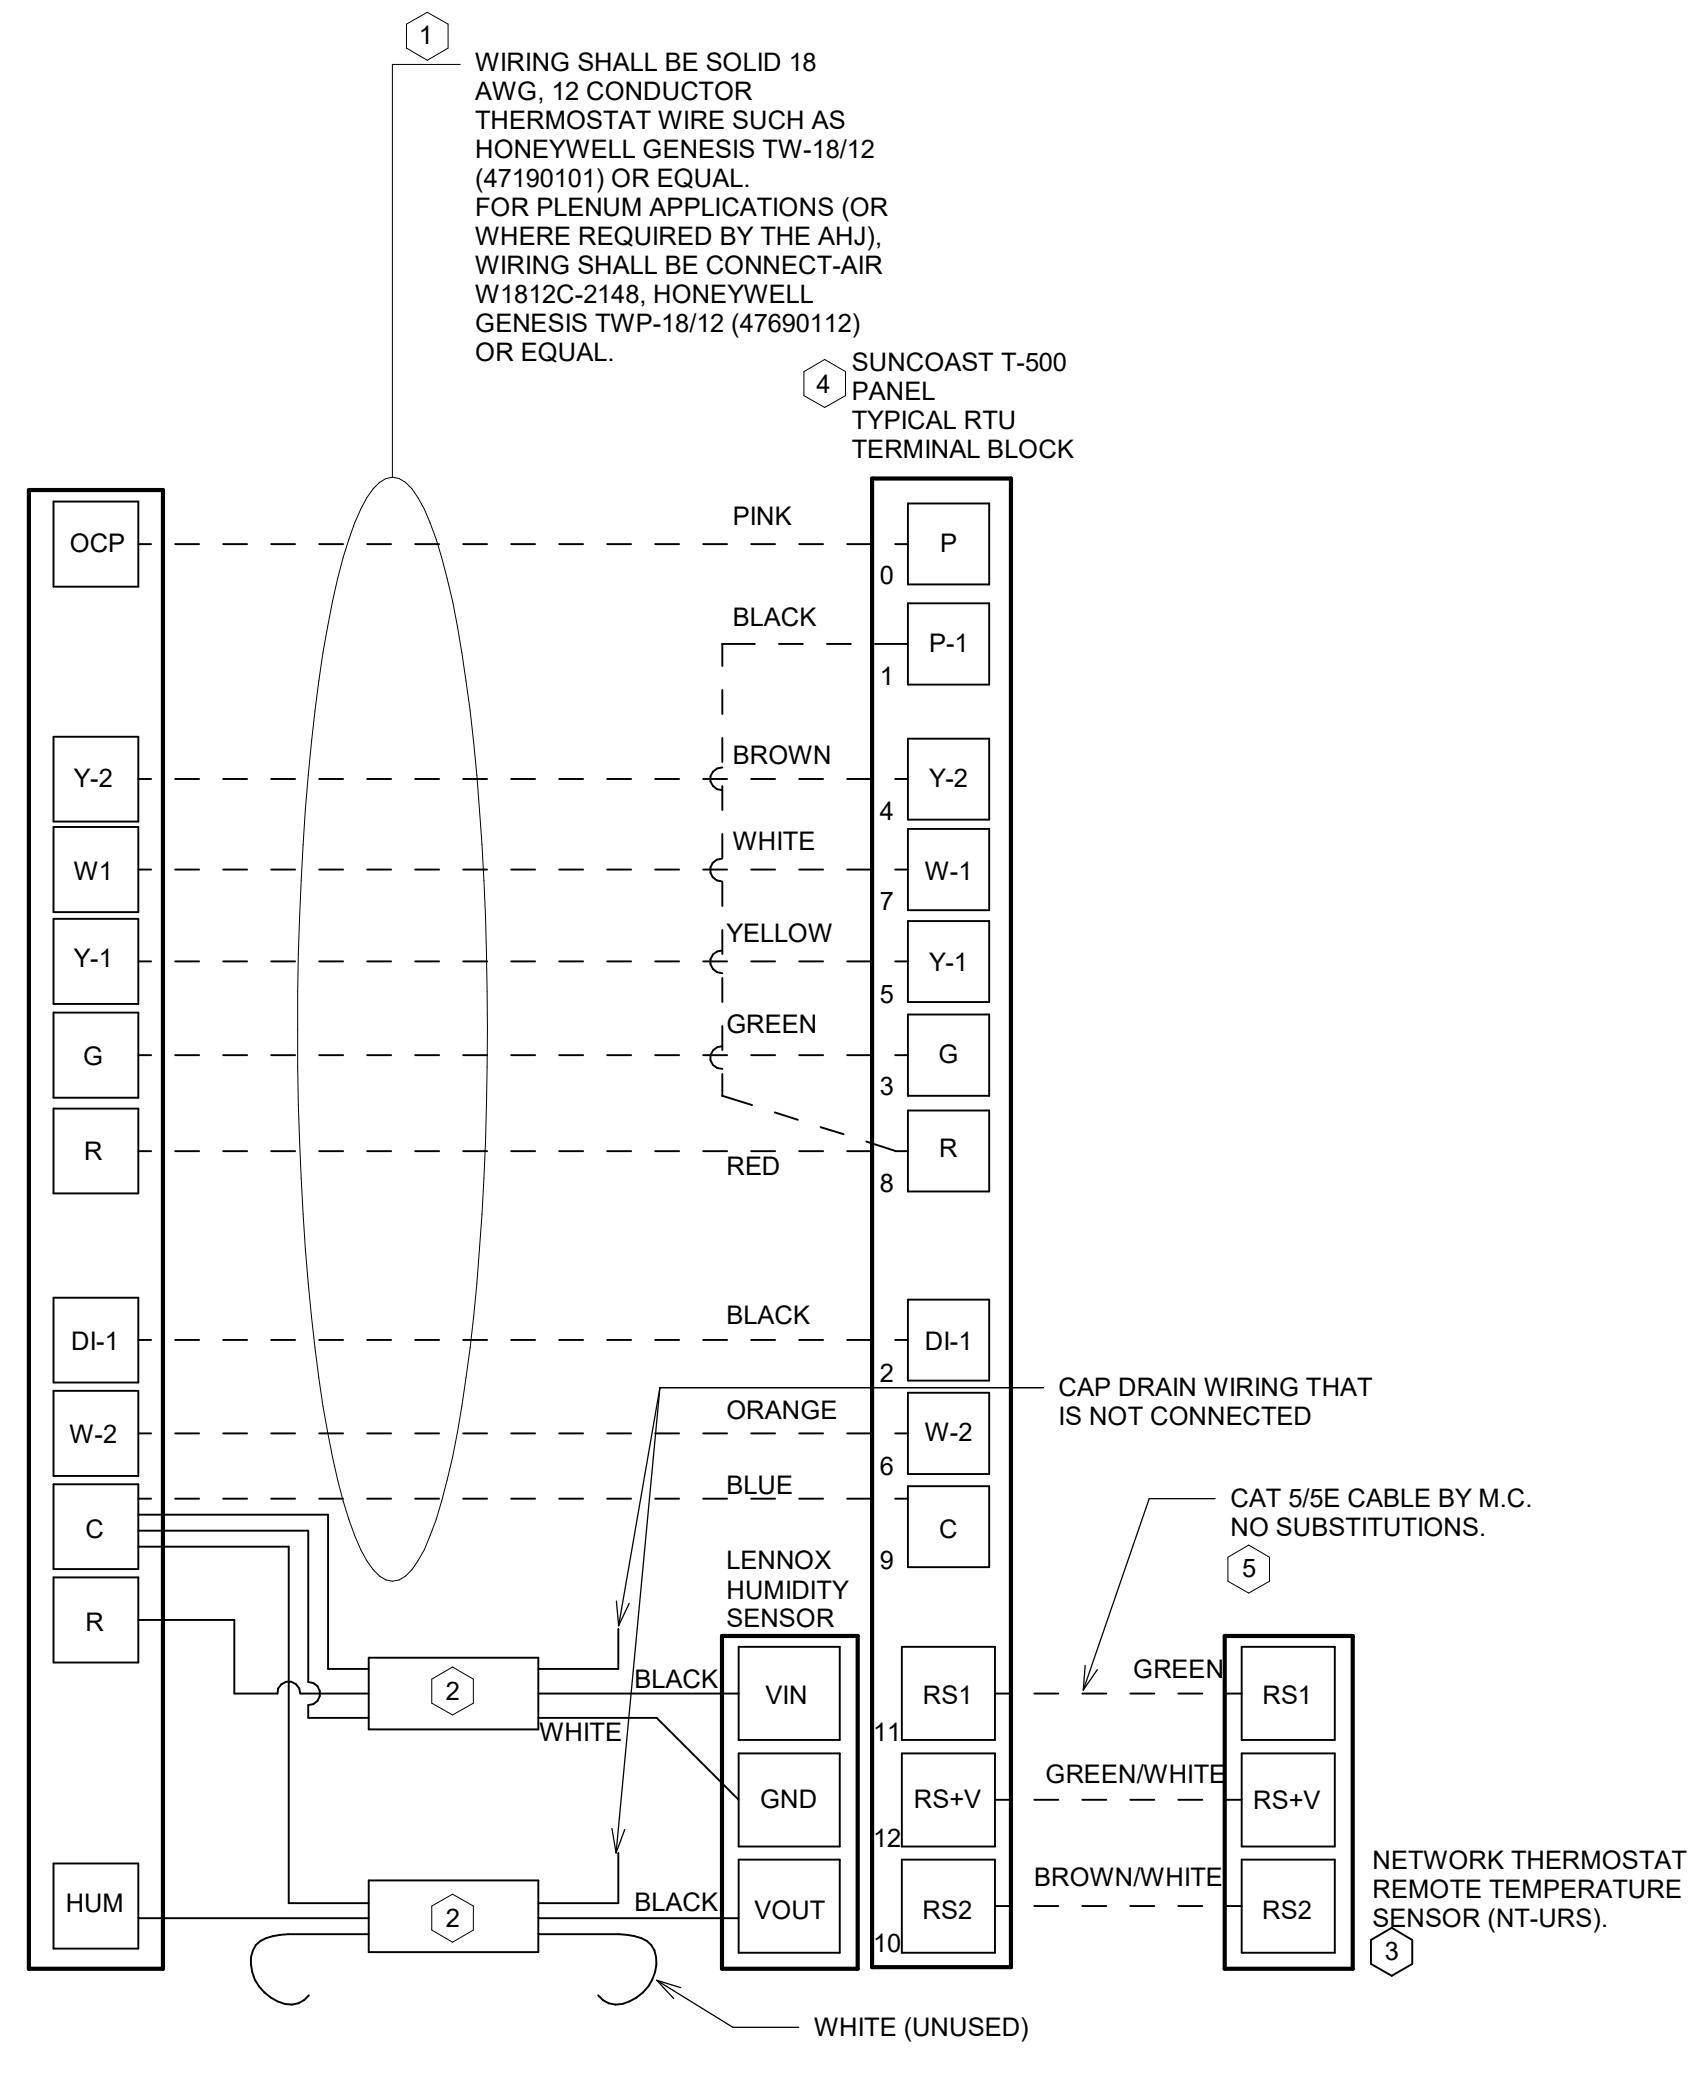 1
WIRING SHALL BE SOLID 18
AWG, 12 CONDUCTOR
THERMOSTAT WIRE SUCH AS
HONEYWELL GENESIS TW-18/12
(47190101) OR EQUAL.
FOR PLENUM APPLICATIONS (OR
WHERE REQUIRED BY THE AHJ),
WIRING SHALL BE CONNECT-AIR
W1812C-2148, HONEYWELL
GENESIS TWP-18/12 (47690112)
OR EQUAL.
4
SUNCOAST T-500
PANEL
TYPICAL RTU
TERMINAL BLOCK
OCP
PINK
P
0
BLACK
P-1
1
Y-2
BROWN
Y-2
4
W1
WHITE
W-1
7
Y-1
YELLOW
Y-1
5
G
GREEN
G
3
R
RED
R
8
DI-1
BLACK
DI-1
2
CAP DRAIN WIRING THAT
IS NOT CONNECTED
W-2
ORANGE
W-2
6
C
BLUE
C
9
CAT 5/5E CABLE BY M.C.
NO SUBSTITUTIONS.
5
R
LENNOX
HUMIDITY
SENSOR
2
BLACK
VIN
RS1
11
GREEN
RS1
WHITE
GND
RS+V
12
GREEN/WHITE
RS+V
HUM
2
BLACK
VOUT
RS2
10
BROWN/WHITE
RS2
NETWORK THERMOSTAT
REMOTE TEMPERATURE
SENSOR (NT-URS).
3
WHITE (UNUSED)